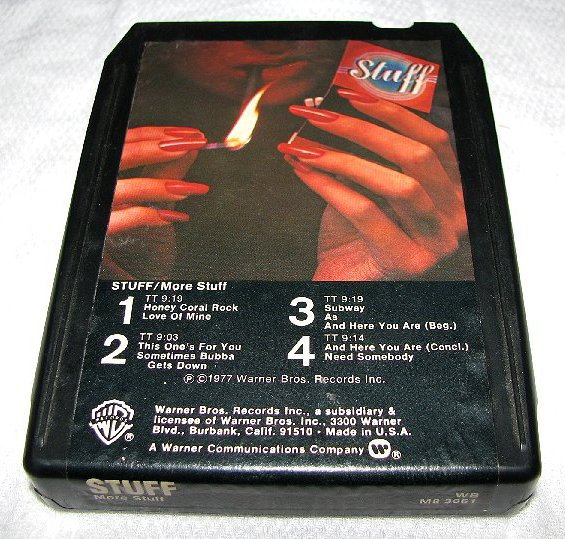 Stuff
STUFF/More Stuff
1 TT 9:19
Honey Coral Rock
Love Of Mine
2 TT 9:03
This One's For You
Sometimes Bubba
Gets Down
3 TT 9:19
Subway
As
And Here You Are (Beg.)
4 TT 9:14
And Here You Are (Concl.)
Need Somebody
℗ ©1977 Warner Bros. Records Inc.
Warner Bros. Records Inc., a subsidiary &
licensee of Warner Bros. Inc., 3300 Warner
Blvd., Burbank, Calif. 91510 • Made in U.S.A.
A Warner Communications Company
STUFF
More Stuff
WB
M8 3061